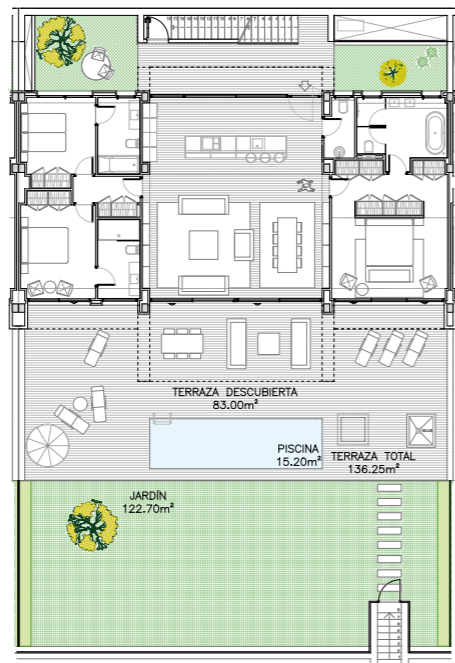 TERRAZA DESCUBIERTA
83.00m²
PISCINA
15.20m²
TERRAZA TOTAL
136.25m²
JARDÍN
122.70m²